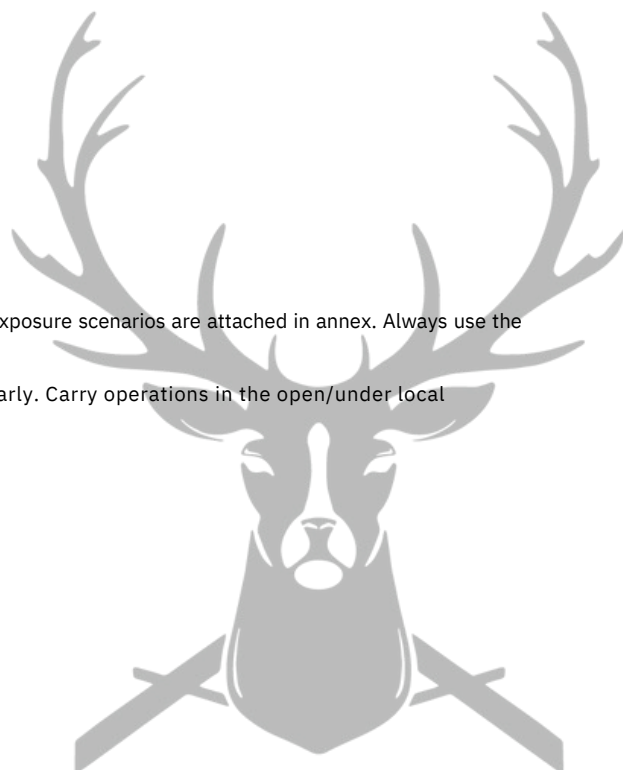 xposure scenarios are attached in annex. Always use the
arly. Carry operations in the open/under local